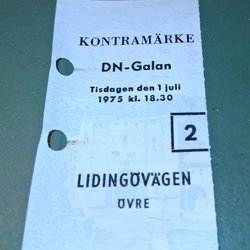 KONTRAMÄRKE
DN-Galan
Tisdagen den 1 juli
1975 kl. 18.30
2
LIDINGÖVÄGEN
ÖVRE